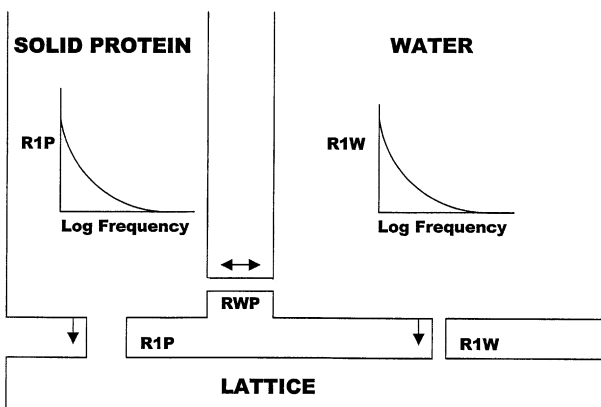 SOLID PROTEIN
WATER
R1P
Log Frequency
R1W
Log Frequency
RWP
R1P
R1W
LATTICE